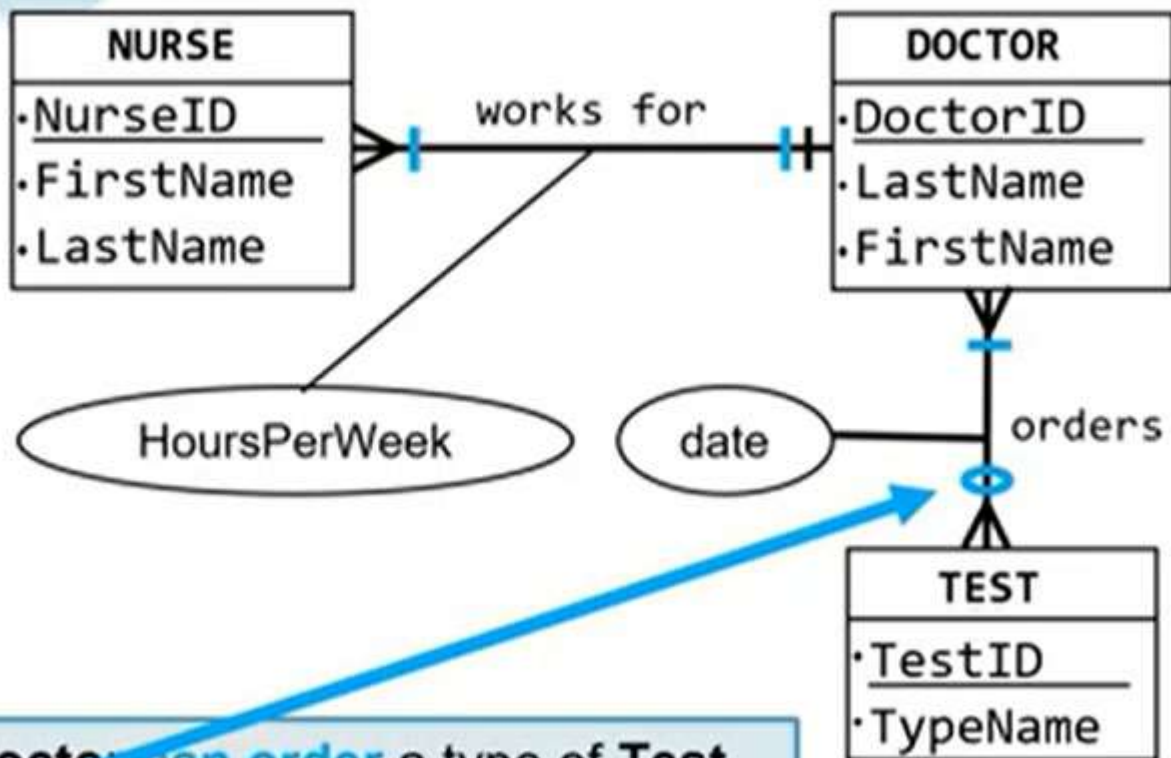 NURSE
·NurseID
·FirstName
·LastName
works for
DOCTOR
·DoctorID
·LastName
·FirstName
HoursPerWeek
date
orders
TEST
·TestID
·TypeName
order a type of Test